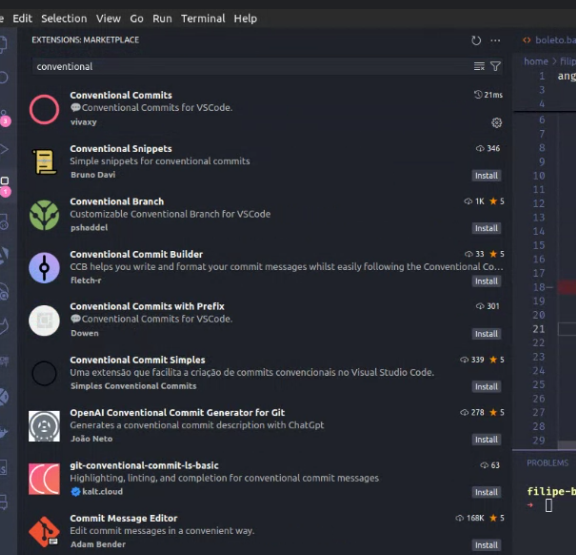 Edit Selection View Go Run Terminal Help
EXTENSIONS: MARKETPLACE
boleto.ba
conventional
home > filip
1 ang
3
4
Conventional Commits 21ms
💬Conventional Commits for VSCode.
vivaxy
6
7
8
Conventional Snippets 346
Simple snippets for conventional commits
Bruno Davi Install
9
10
11
12
Conventional Branch 1K ★ 5
Customizable Conventional Branch for VSCode
pshaddel Install
13
14
15
Conventional Commit Builder 33 ★ 5
CCB helps you write and format your commit messages whilst easily following the Conventional Co...
fletch-r Install
16
17
18
19
Conventional Commits with Prefix 301
💬Conventional Commits for VSCode.
Dowen Install
20
21
22
23
Conventional Commit Simples 339 ★ 5
Uma extensão que facilita a criação de commits convencionais no Visual Studio Code.
Simples Conventional Commits Install
24
25
26
OpenAI Conventional Commit Generator for Git 278 ★ 5
Generates a conventional commit description with ChatGpt
João Neto Install
27
28
29
git-conventional-commit-ls-basic 63
Highlighting, linting, and completion for conventional commit messages
kalt.cloud Install
PROBLEMS
filipe-b
Commit Message Editor 168K ★ 5
Edit commit messages in a convenient way.
Adam Bender Install